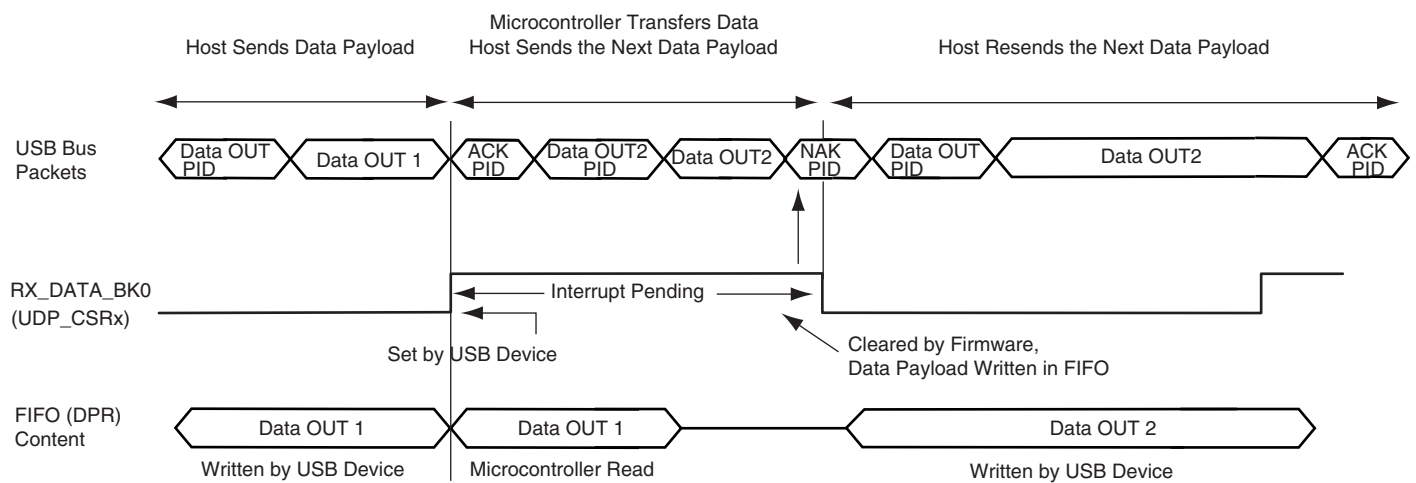 Microcontroller Transfers Data
Host Sends Data Payload
Host Sends the Next Data Payload
Host Resends the Next Data Payload
USB Bus
Packets
Data OUT
PID
Data OUT 1
ACK
PID
Data OUT2
PID
Data OUT2
NAK
PID
Data OUT
PID
Data OUT2
ACK
PID
RX_DATA_BK0
(UDP_CSRx)
Interrupt Pending
Set by USB Device
Cleared by Firmware,
Data Payload Written in FIFO
FIFO (DPR)
Content
Data OUT 1
Data OUT 1
Data OUT 2
Written by USB Device
Microcontroller Read
Written by USB Device